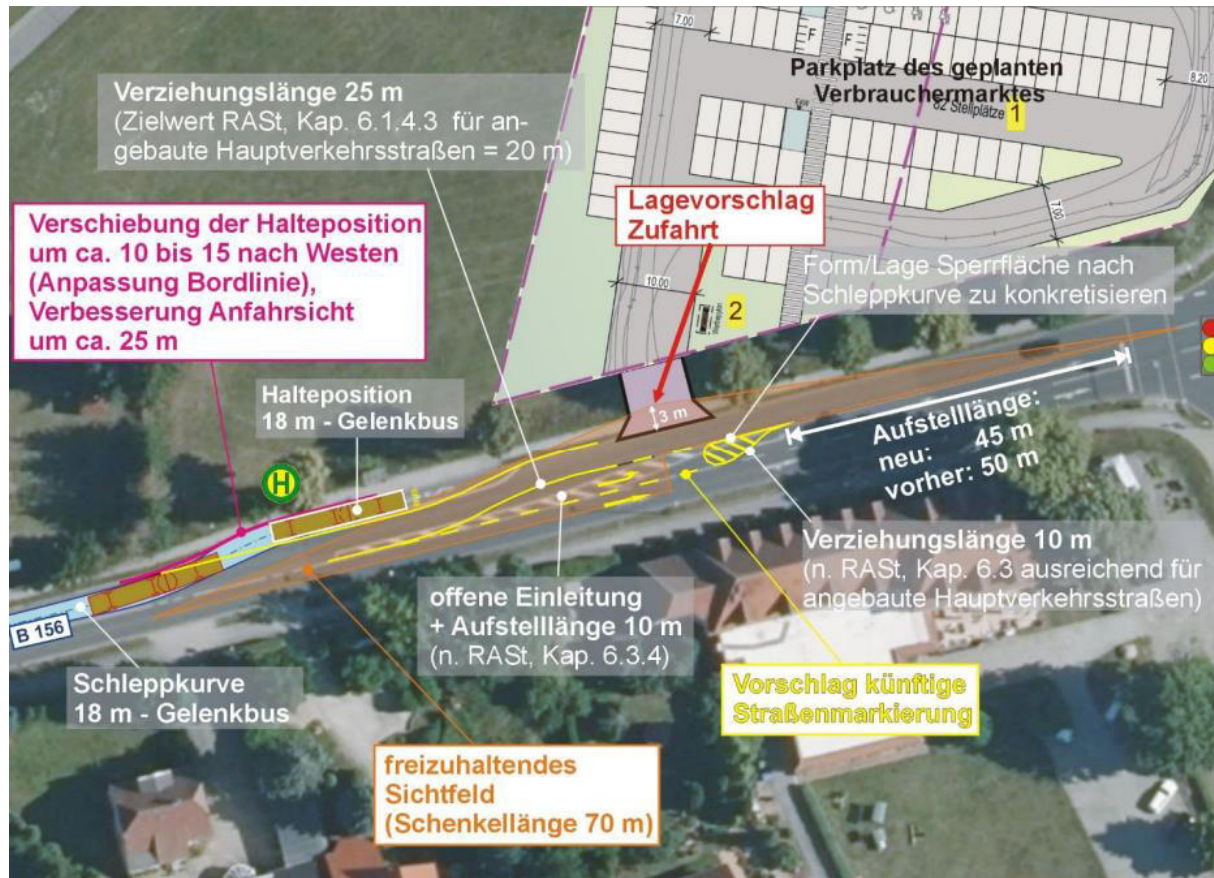 7.00
F
F
Parkplatz des geplanten
Verbrauchermarktes
62 Stellplätze
1
8,20
7,00
Verziehungslänge 25 m
(Zielwert RASt, Kap. 6.1.4.3 für an-
gebaute Hauptverkehrsstraßen = 20 m)
Verschiebung der Halteposition
um ca. 10 bis 15 nach Westen
(Anpassung Bordlinie),
Verbesserung Anfahrsicht
um ca. 25 m
Lagevorschlag
Zufahrt
Form/Lage Sperrfläche nach
Schleppkurve zu konkretisieren
10.00
2
Halteposition
18 m - Gelenkbus
3 m
H
Aufstelllänge:
neu: 45 m
vorher: 50 m
Verziehungslänge 10 m
(n. RASt, Kap. 6.3 ausreichend für
angebaute Hauptverkehrsstraßen)
offene Einleitung
+ Aufstelllänge 10 m
(n. RASt, Kap. 6.3.4)
B 156
Schleppkurve
18 m - Gelenkbus
Vorschlag künftige
Straßenmarkierung
freizuhaltendes
Sichtfeld
(Schenkellänge 70 m)